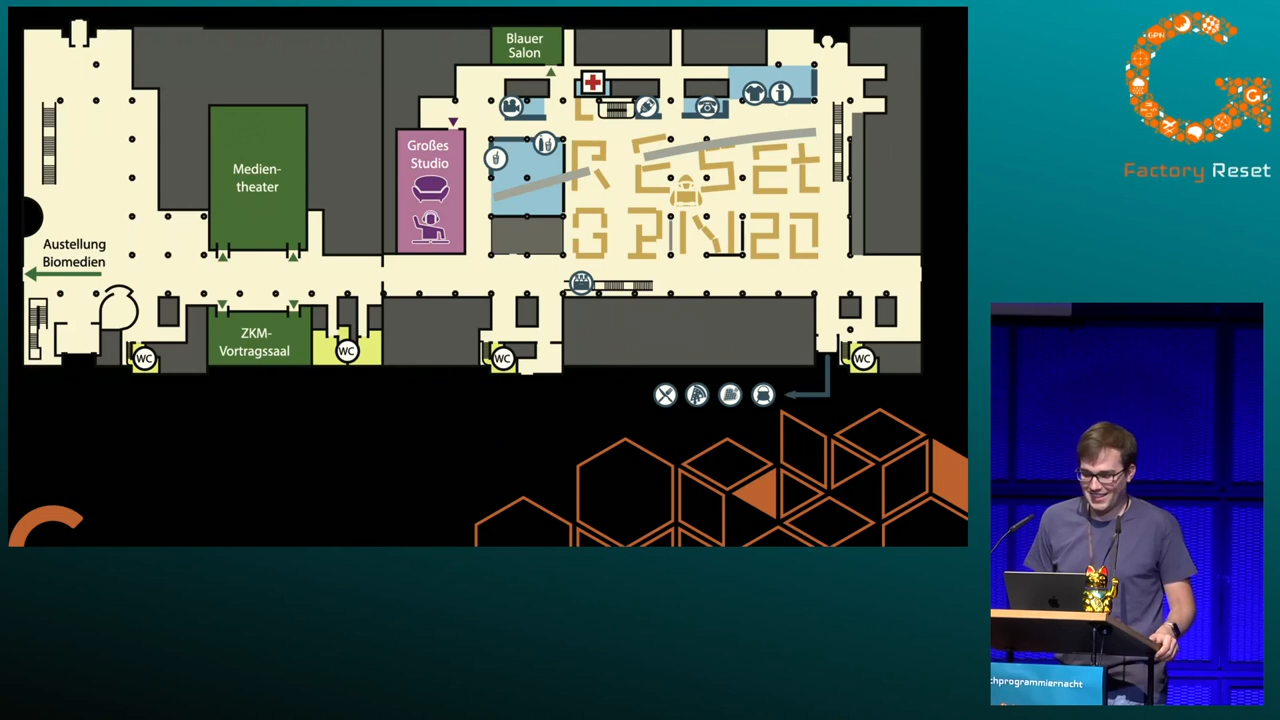 Blauer
Salon
Großes
Studio
Medien-
theater
RESEt
GPN20
Austellung
Biomedien
ZKM-
Vortragssaal
WC
WC
WC
WC
GPN
G
Factory Reset
chprogrammiernacht